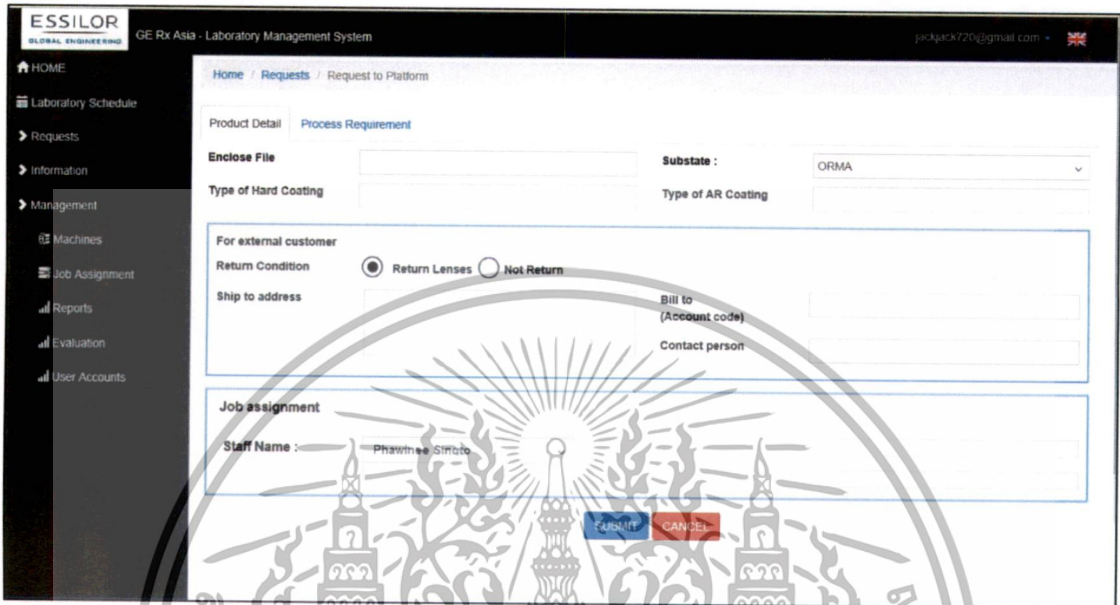 ESSILOR
GLOBAL ENGINEERING
GE Rx Asia - Laboratory Management System
jackjack720@gmail.com
HOME
Laboratory Schedule
Requests
Information
Management
Machines
Job Assignment
Reports
Evaluation
User Accounts
Home / Requests / Request to Platform
Product Detail Process Requirement
Enclose File
Substate :
ORMA
Type of Hard Coating
Type of AR Coating
For external customer
Return Condition
Return Lenses Not Return
Ship to address
Bill to
(Account code)
Contact person
Job assignment
Staff Name :
Phawinee Sinuto
SUBMIT CANCEL